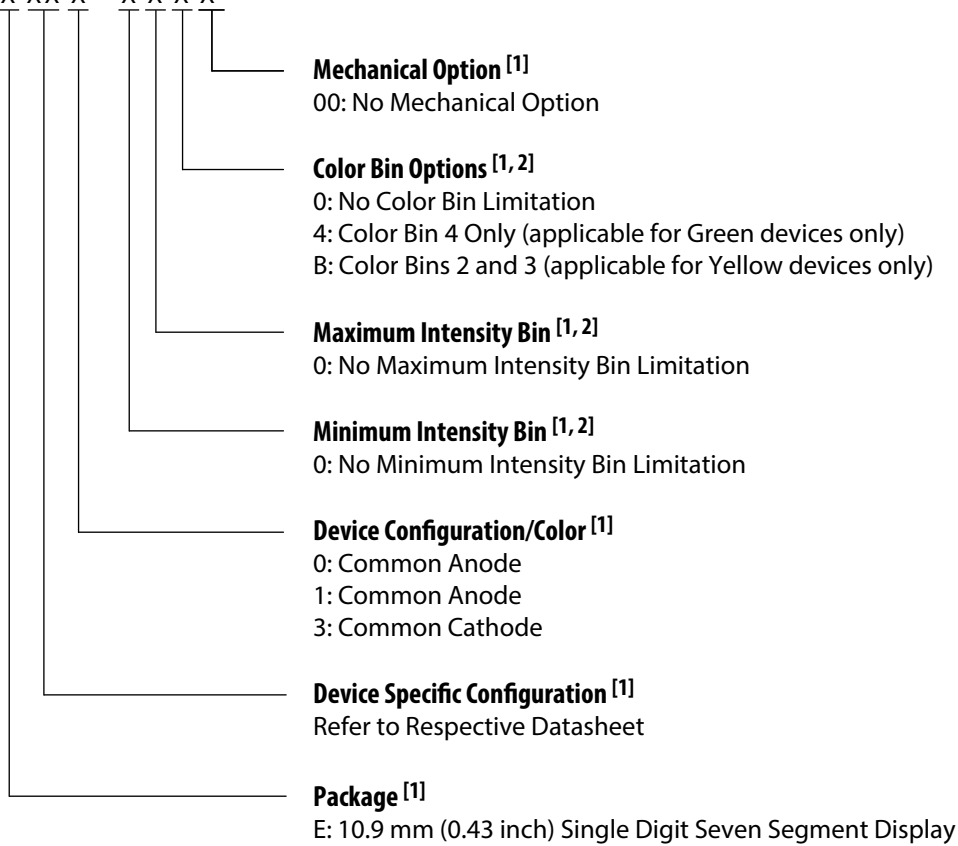 Mechanical Option [1]
00: No Mechanical Option
Color Bin Options [1, 2]
0: No Color Bin Limitation
4: Color Bin 4 Only (applicable for Green devices only)
B: Color Bins 2 and 3 (applicable for Yellow devices only)
Maximum Intensity Bin [1, 2]
0: No Maximum Intensity Bin Limitation
Minimum Intensity Bin [1, 2]
0: No Minimum Intensity Bin Limitation
Device Configuration/Color [1]
0: Common Anode
1: Common Anode
3: Common Cathode
Device Specific Configuration [1]
Refer to Respective Datasheet
Package [1]
E: 10.9 mm (0.43 inch) Single Digit Seven Segment Display